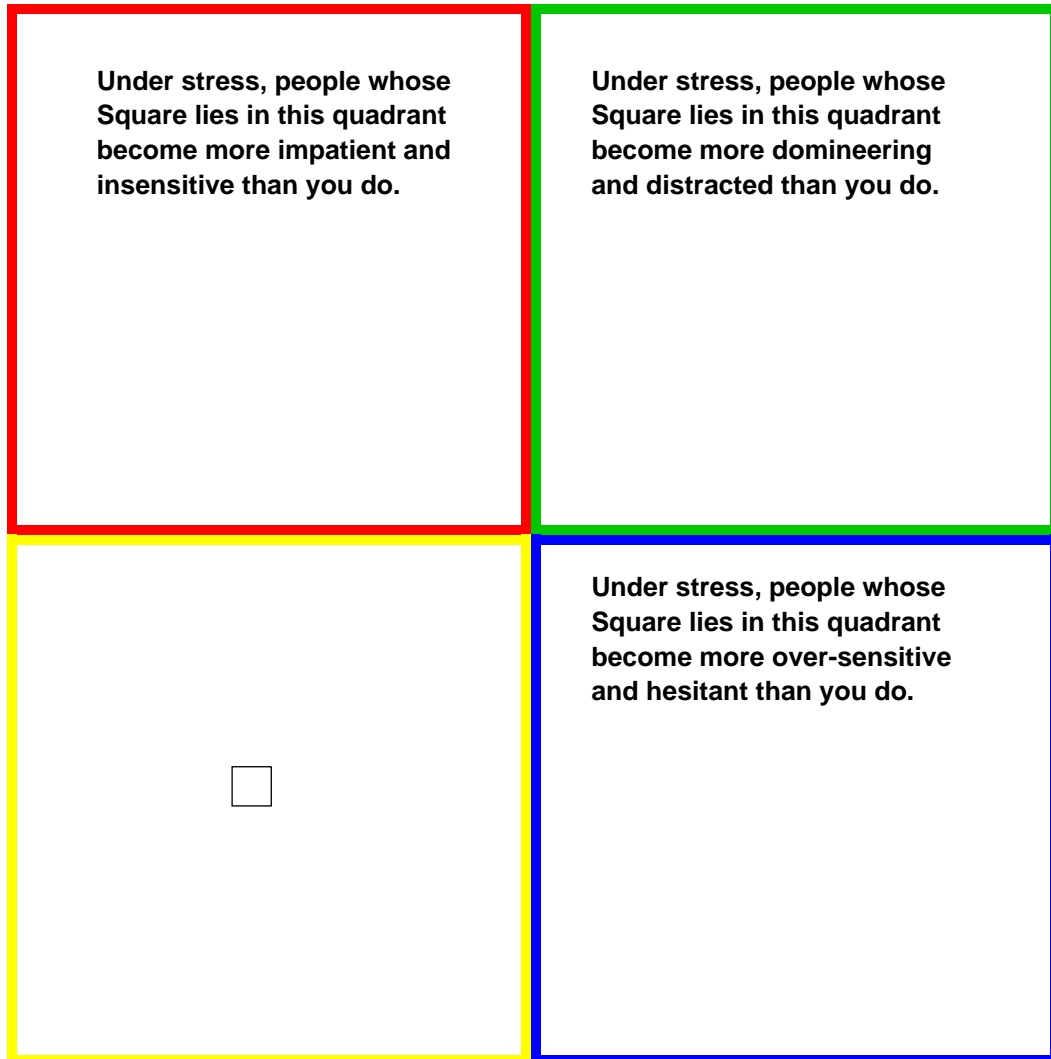 Under stress, people whose
Square lies in this quadrant
become more impatient and
insensitive than you do.
Under stress, people whose
Square lies in this quadrant
become more domineering
and distracted than you do.
Under stress, people whose
Square lies in this quadrant
become more over-sensitive
and hesitant than you do.